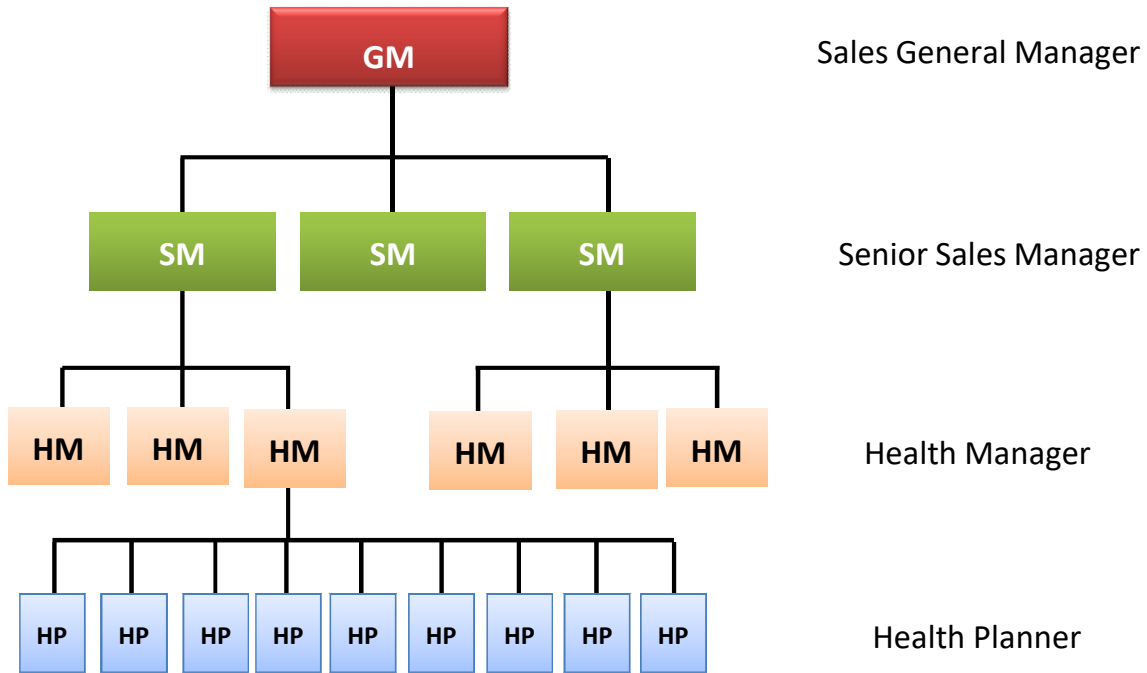 GM
Sales General Manager
SM
SM
SM
Senior Sales Manager
HM
HM
HM
HM
HM
HM
Health Manager
HP
HP
HP
HP
HP
HP
HP
HP
HP
Health Planner